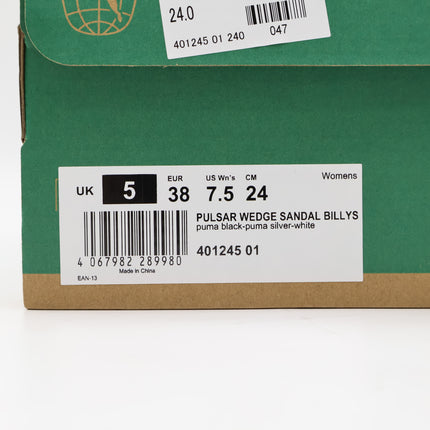 24.0
401245 01 240
047
Womens
UK 5 EUR 38 US Wn's 7.5 CM 24
PULSAR WEDGE SANDAL BILLYS
puma black-puma silver-white
401245 01
4 067982 289980
Made in China
EAN-13